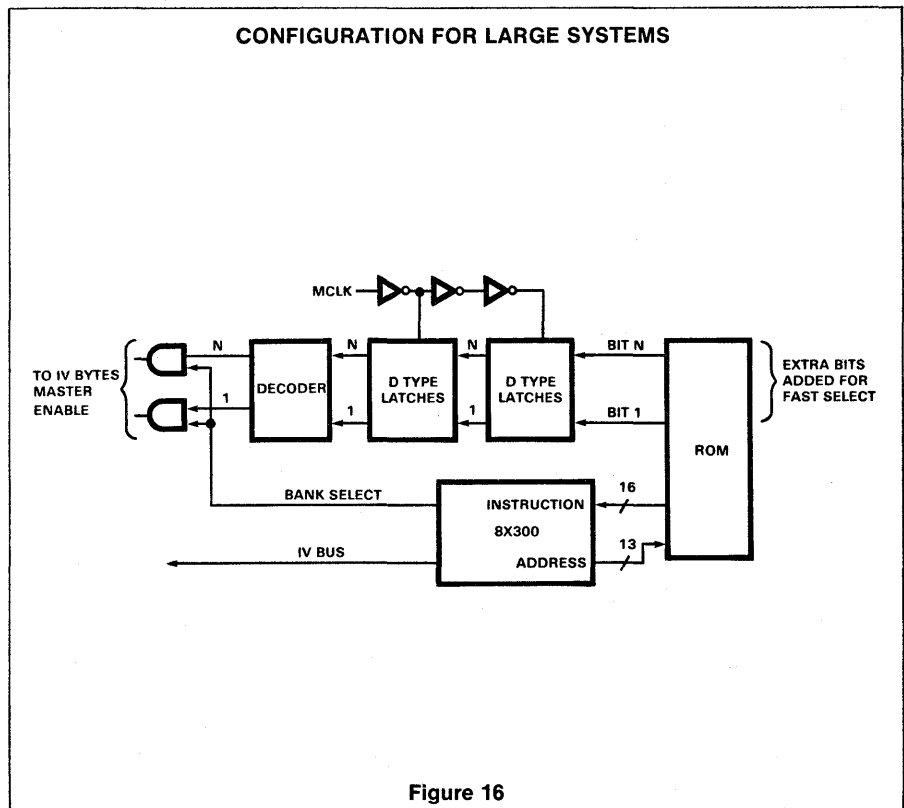 CONFIGURATION FOR LARGE SYSTEMS
MCLK
TO IV BYTES
MASTER
ENABLE
N
1
DECODER
N
1
D TYPE
LATCHES
N
1
D TYPE
LATCHES
BIT N
BIT 1
ROM
EXTRA BITS
ADDED FOR
FAST SELECT
BANK SELECT
INSTRUCTION
16
8X300
IV BUS
ADDRESS
13
Figure 16